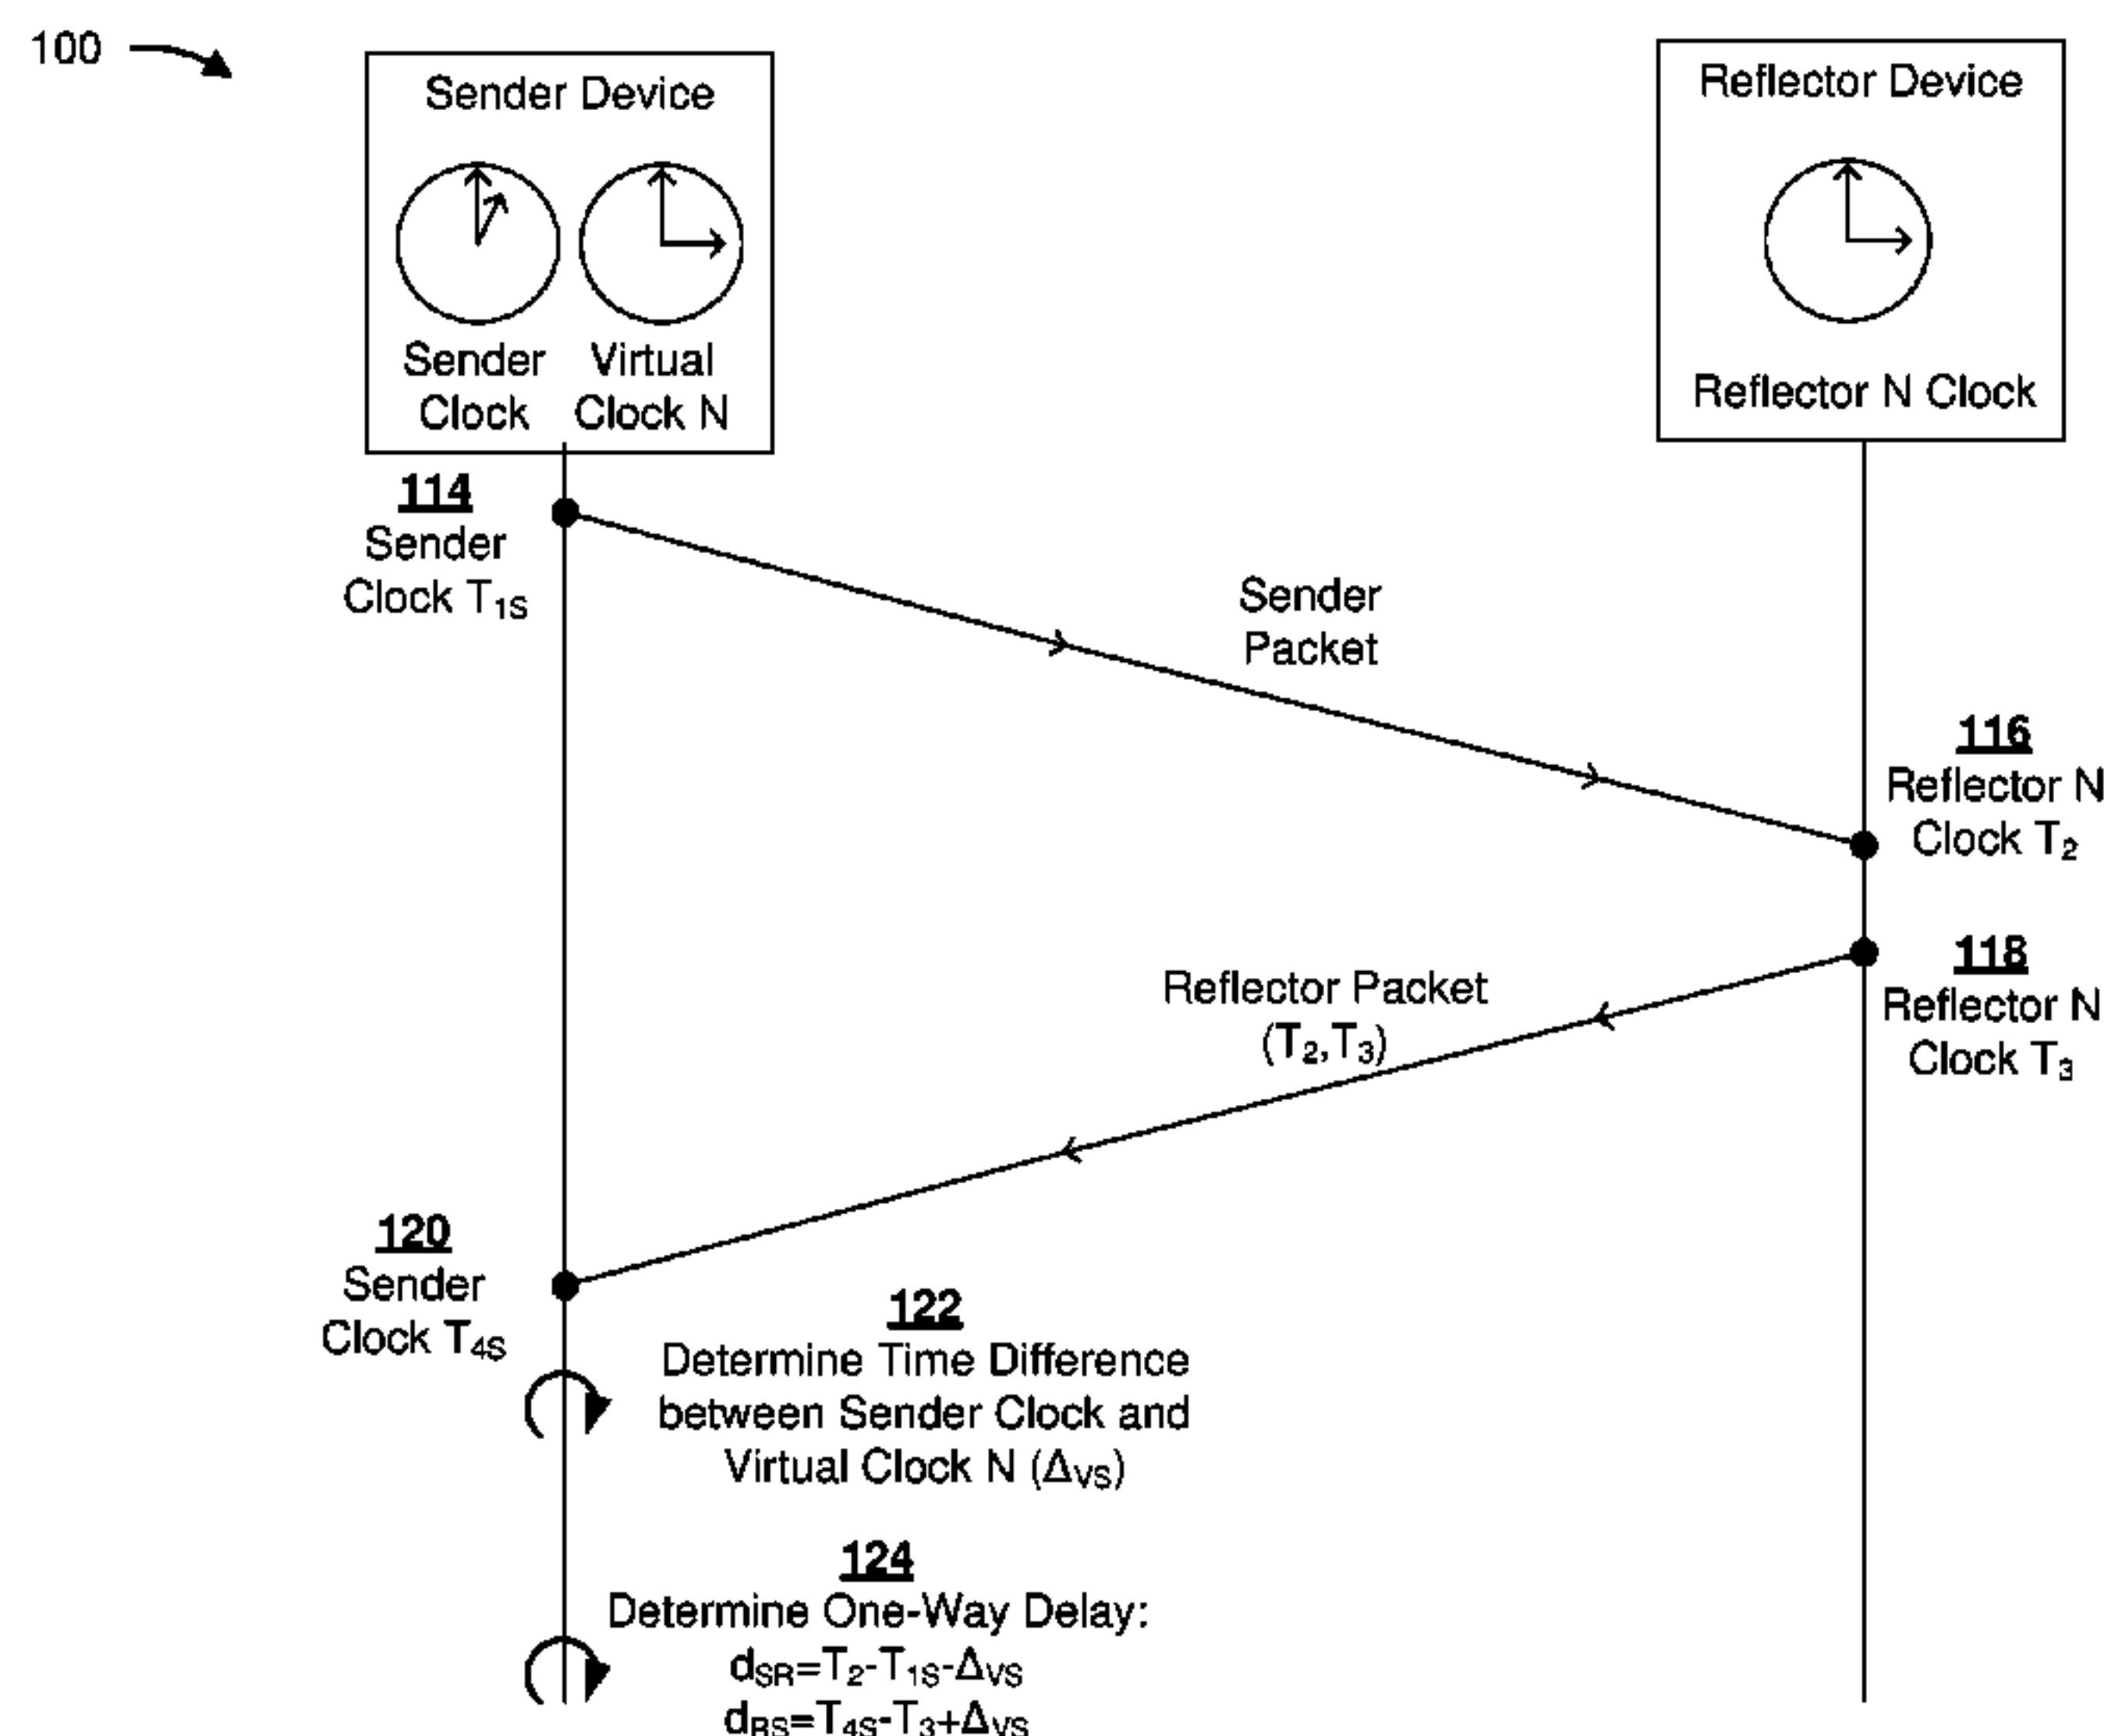 100
Sender Device
Sender
Clock
Virtual
Clock N
Reflector Device
Reflector N Clock
114
Sender
Clock T1S
Sender
Packet
116
Reflector N
Clock T2
118
Reflector N
Clock T3
Reflector Packet
(T2,T3)
120
Sender
Clock T4S
122
Determine Time Difference
between Sender Clock and
Virtual Clock N (ΔVS)
124
Determine One-Way Delay:
dSR=T2-T1S-ΔVS
dRS=T4S-T3+ΔVS